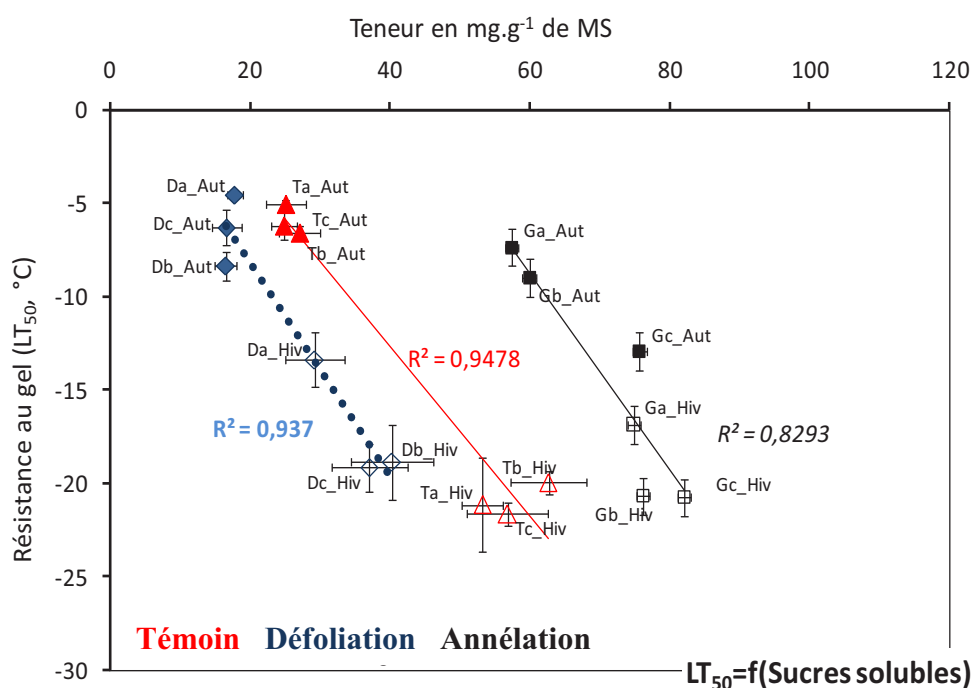 Teneur en mg.g-1 de MS
0 20 40 60 80 100 120
0
-5
-10
-15
-20
-25
-30
Résistance au gel (LT50, °C)
Da_Aut
Ta_Aut
Dc_Aut
Tc_Aut
Ga_Aut
Tb_Aut
Db_Aut
Gb_Aut
Gc_Aut
Da_Hiv
R² = 0,9478
Ga_Hiv
R² = 0,937
R² = 0,8293
Db_Hiv
Tb_Hiv
Dc_Hiv
Ta_Hiv
Gc_Hiv
Gb_Hiv
Tc_Hiv
Témoin Défoliation Annélation
LT50=f(Sucres solubles)